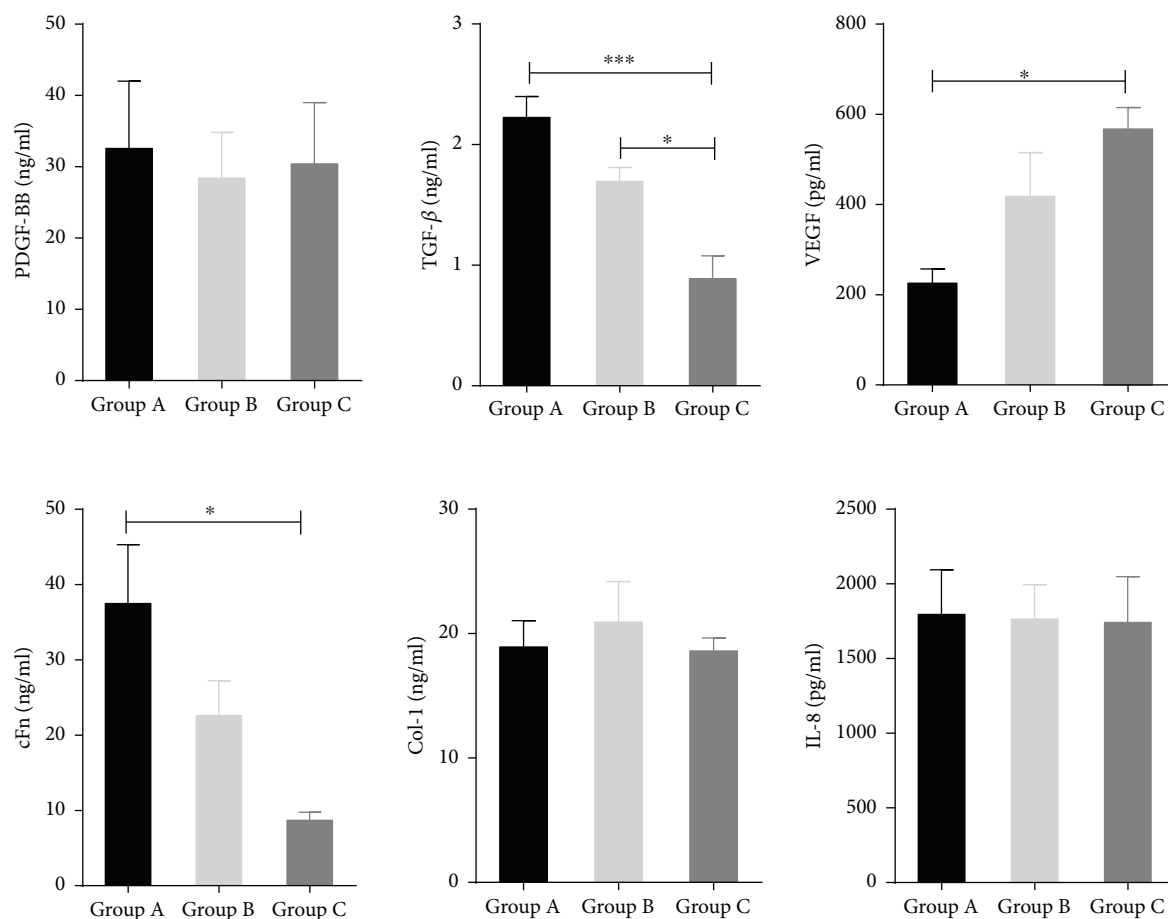 PDGF-BB (ng/ml)
50
40
30
20
10
0
Group A Group B Group C
TGF-β (ng/ml)
3
2
1
0
***
*
Group A Group B Group C
VEGF (pg/ml)
800
600
400
200
0
*
Group A Group B Group C
cFn (ng/ml)
50
40
30
20
10
0
*
Group A Group B Group C
Col-1 (ng/ml)
30
20
10
0
Group A Group B Group C
IL-8 (pg/ml)
2500
2000
1500
1000
500
0
Group A Group B Group C